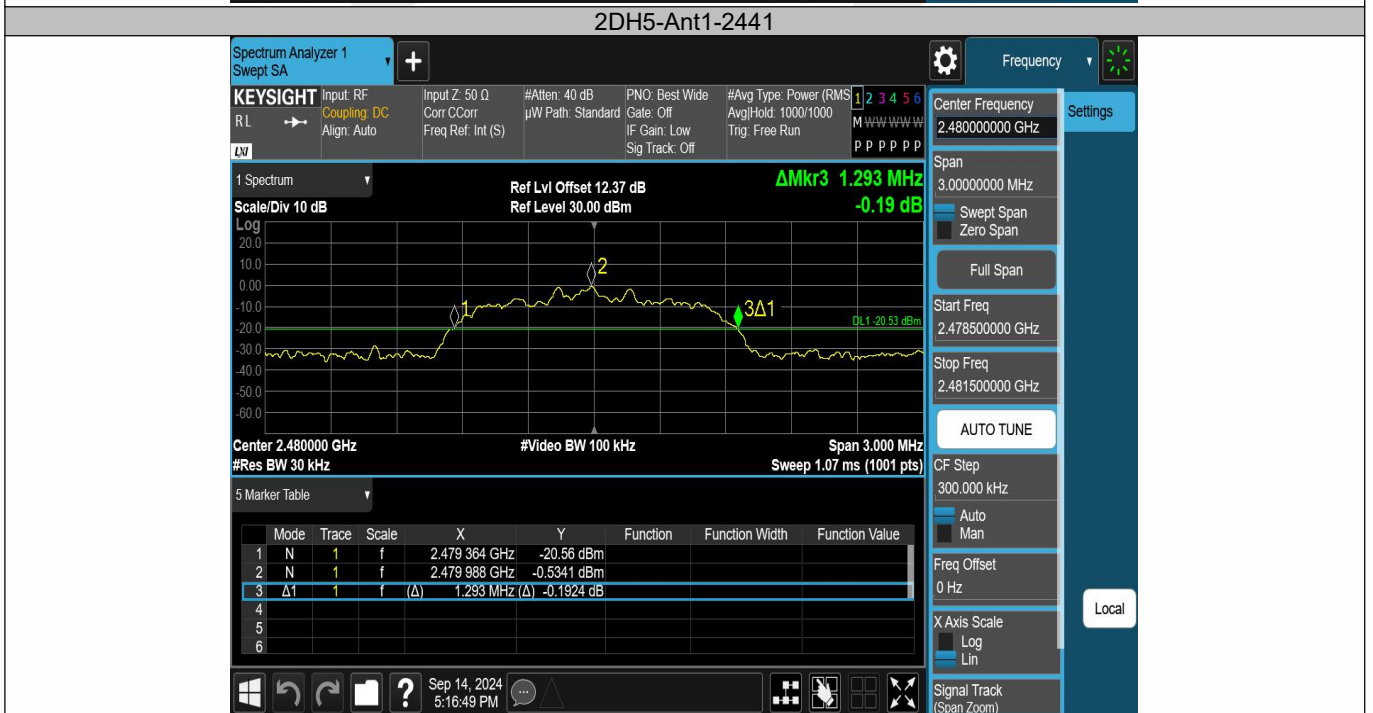 2DH5-Ant1-2441
Spectrum Analyzer 1
Swept SA
+
Frequency
KEYSIGHT
RL
LXI
Input: RF
Coupling: DC
Align: Auto
Input Z: 50 Ω
Corr CCorr
Freq Ref: Int (S)
#Atten: 40 dB
µW Path: Standard
PNO: Best Wide
Gate: Off
IF Gain: Low
Sig Track: Off
#Avg Type: Power (RMS
Avg|Hold: 1000/1000
Trig: Free Run
1 2 3 4 5 6
M W W W W W
P P P P P P
1 Spectrum
Scale/Div 10 dB
Ref Lvl Offset 12.37 dB
Ref Level 30.00 dBm
ΔMkr3 1.293 MHz
-0.19 dB
Log
20.0
10.0
0.00
-10.0
-20.0
-30.0
-40.0
-50.0
-60.0
1
2
3Δ1
DL1 -20.53 dBm
Center 2.480000 GHz
#Video BW 100 kHz
Span 3.000 MHz
#Res BW 30 kHz
Sweep 1.07 ms (1001 pts)
5 Marker Table
Mode Trace Scale X Y Function Function Width Function Value
1 N 1 f 2.479 364 GHz -20.56 dBm
2 N 1 f 2.479 988 GHz -0.5341 dBm
3 Δ1 1 f (Δ) 1.293 MHz (Δ) -0.1924 dB
4
5
6
?
Sep 14, 2024
5:16:49 PM
Center Frequency
2.480000000 GHz
Span
3.00000000 MHz
Swept Span
Zero Span
Full Span
Start Freq
2.478500000 GHz
Stop Freq
2.481500000 GHz
AUTO TUNE
CF Step
300.000 kHz
Auto
Man
Freq Offset
0 Hz
X Axis Scale
Log
Lin
Signal Track
(Span Zoom)
Settings
Local